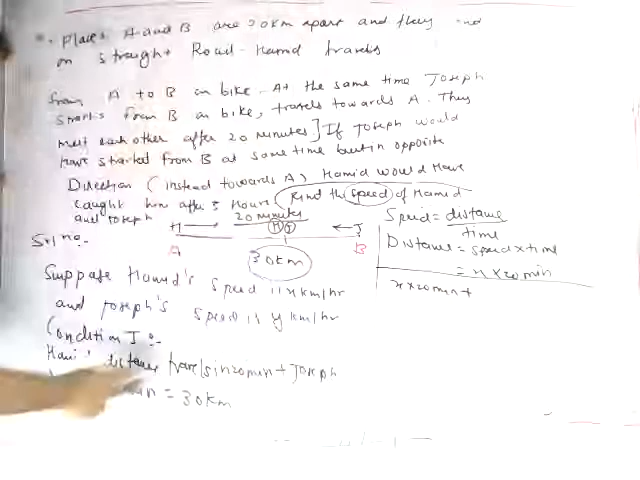 Places A and B are 30km apart and they
on straight Road. Hamid travels
from A to B on bike. At the same time Joseph
starts from B on bike, travels towards A. They
meet each other after 20 minutes] If Joseph would
have started from B at same time but in opposite
Direction (instead towards A) Hamid would have
caught him after 3 Hours (Find the speed of Hamid
and Joseph
Soln:-
H 20 minutes H J J
A B
30km
Speed = distance
time
Distance = speed x time
= x x 20 min
x x 20 min +
Suppose Hamid's speed is x km/hr
and Joseph's speed is y km/hr
Condition I :-
distance travels in 20 min + Joseph
= 30km